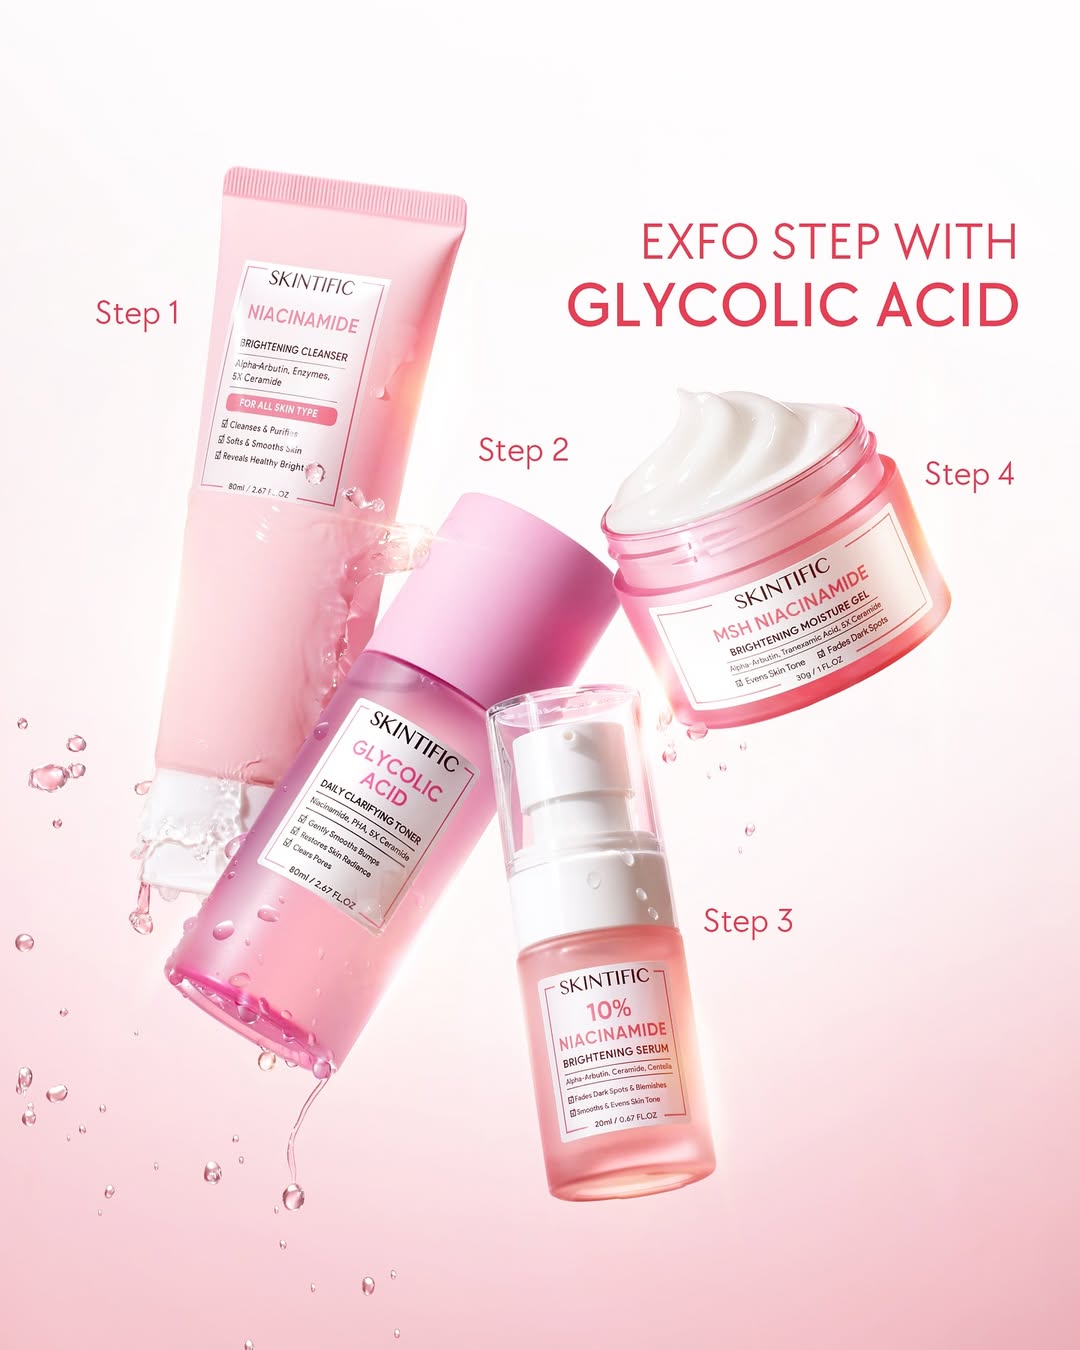 EXFO STEP WITH
GLYCOLIC ACID
Step 1
SKINTIFIC
NIACINAMIDE
BRIGHTENING CLEANSER
Alpha-Arbutin, Enzymes,
5X Ceramide
FOR ALL SKIN TYPE
Cleanses & Purifies
Softs & Smooths Skin
Reveals Healthy Bright
80ml / 2.67 FL.OZ
Step 2
SKINTIFIC
GLYCOLIC
ACID
DAILY CLARIFYING TONER
Niacinamide, PHA, 5X Ceramide
Gently Smooths Bumps
Restores Skin Radiance
Clears Pores
80ml / 2.67 FL.OZ
Step 3
SKINTIFIC
10%
NIACINAMIDE
BRIGHTENING SERUM
Alpha-Arbutin, Ceramide, Centella
Fades Dark Spots & Blemishes
Smooths & Evens Skin Tone
20ml / 0.67 FL.OZ
Step 4
SKINTIFIC
MSH NIACINAMIDE
BRIGHTENING MOISTURE GEL
Alpha-Arbutin, Tranexamic Acid, 5X Ceramide
Evens Skin Tone Fades Dark Spots
30g / 1 FL.OZ